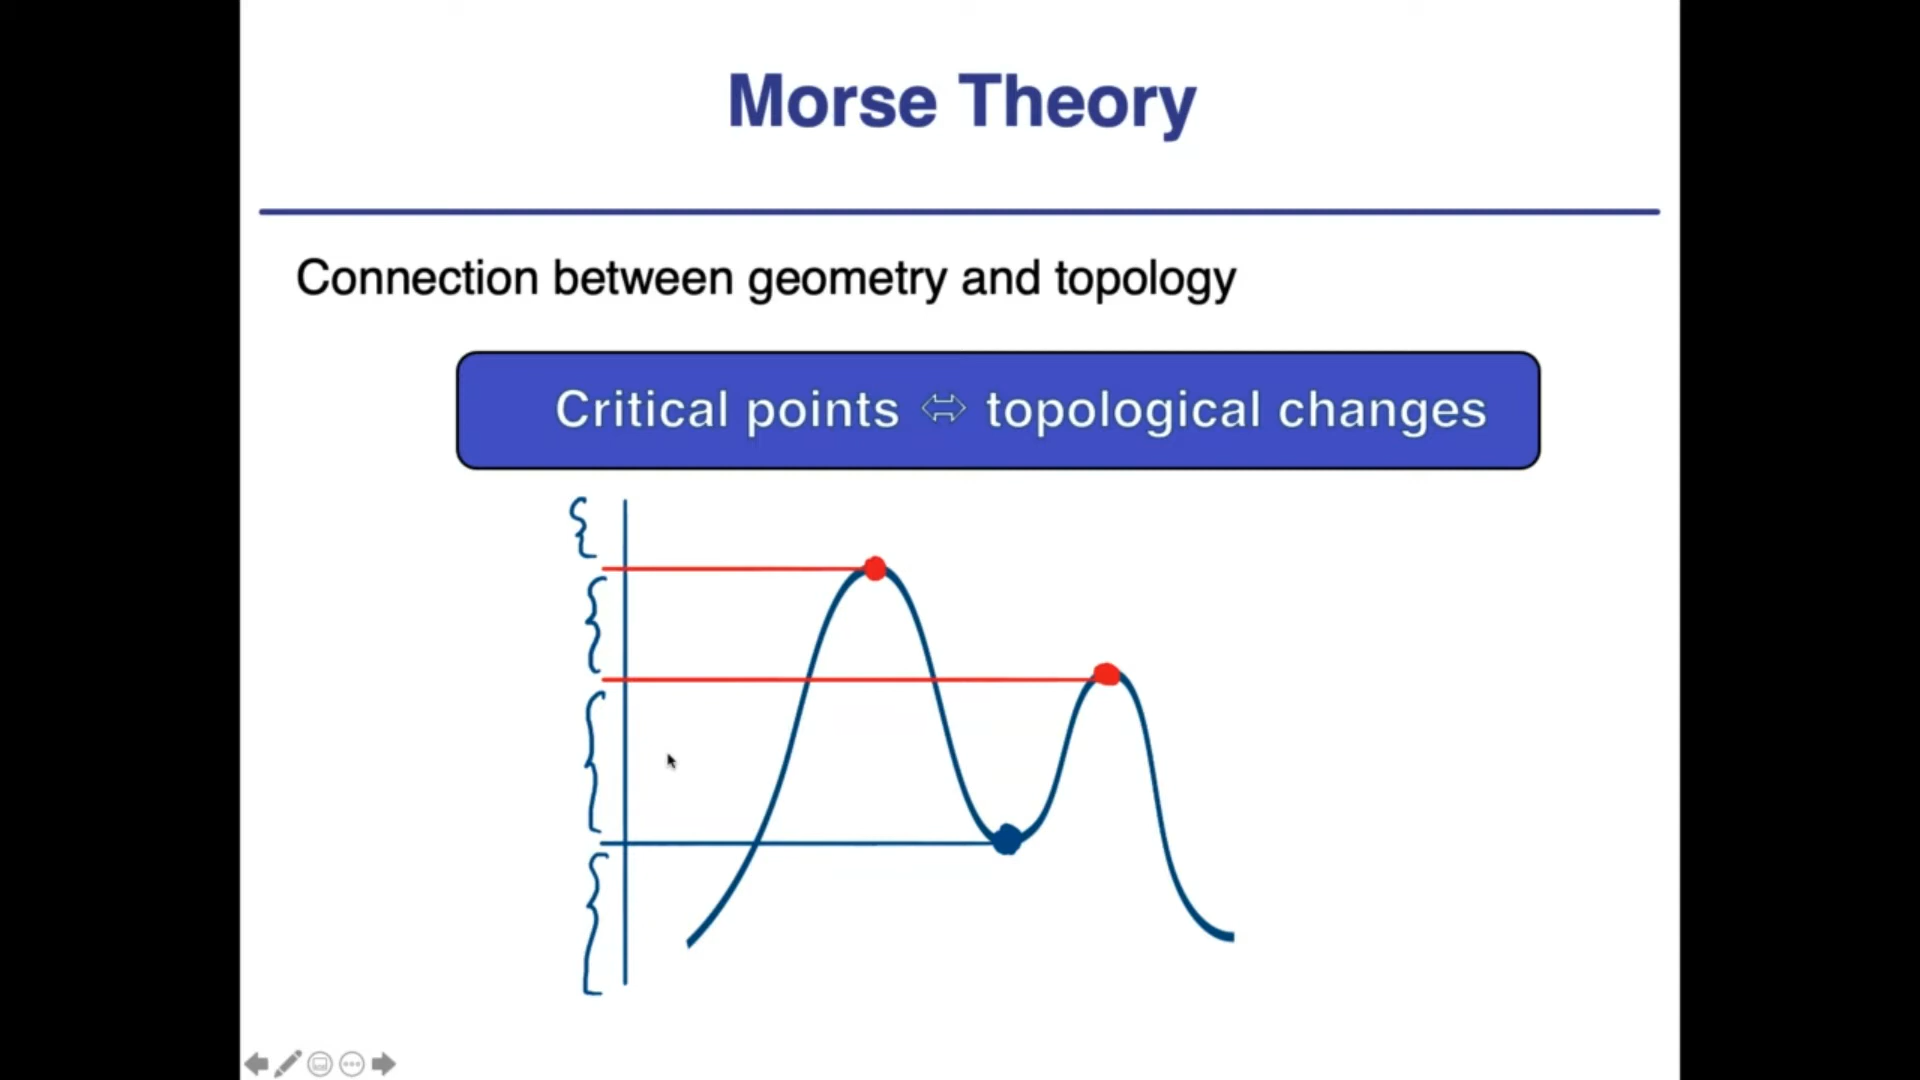 Morse Theory
Connection between geometry and topology
Critical points ⇔ topological changes